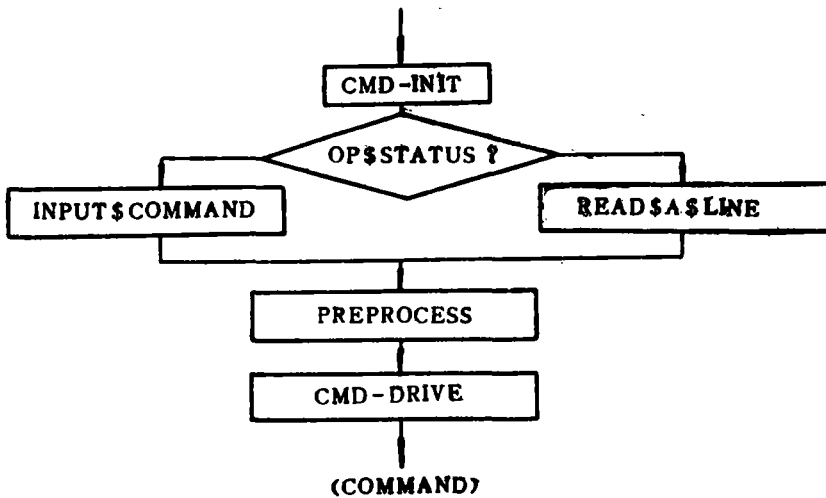 CMD-INIT
OP$STATUS ?
INPUT$COMMAND
READ$A$LINE
PREPROCESS
CMD-DRIVE
(COMMAND)